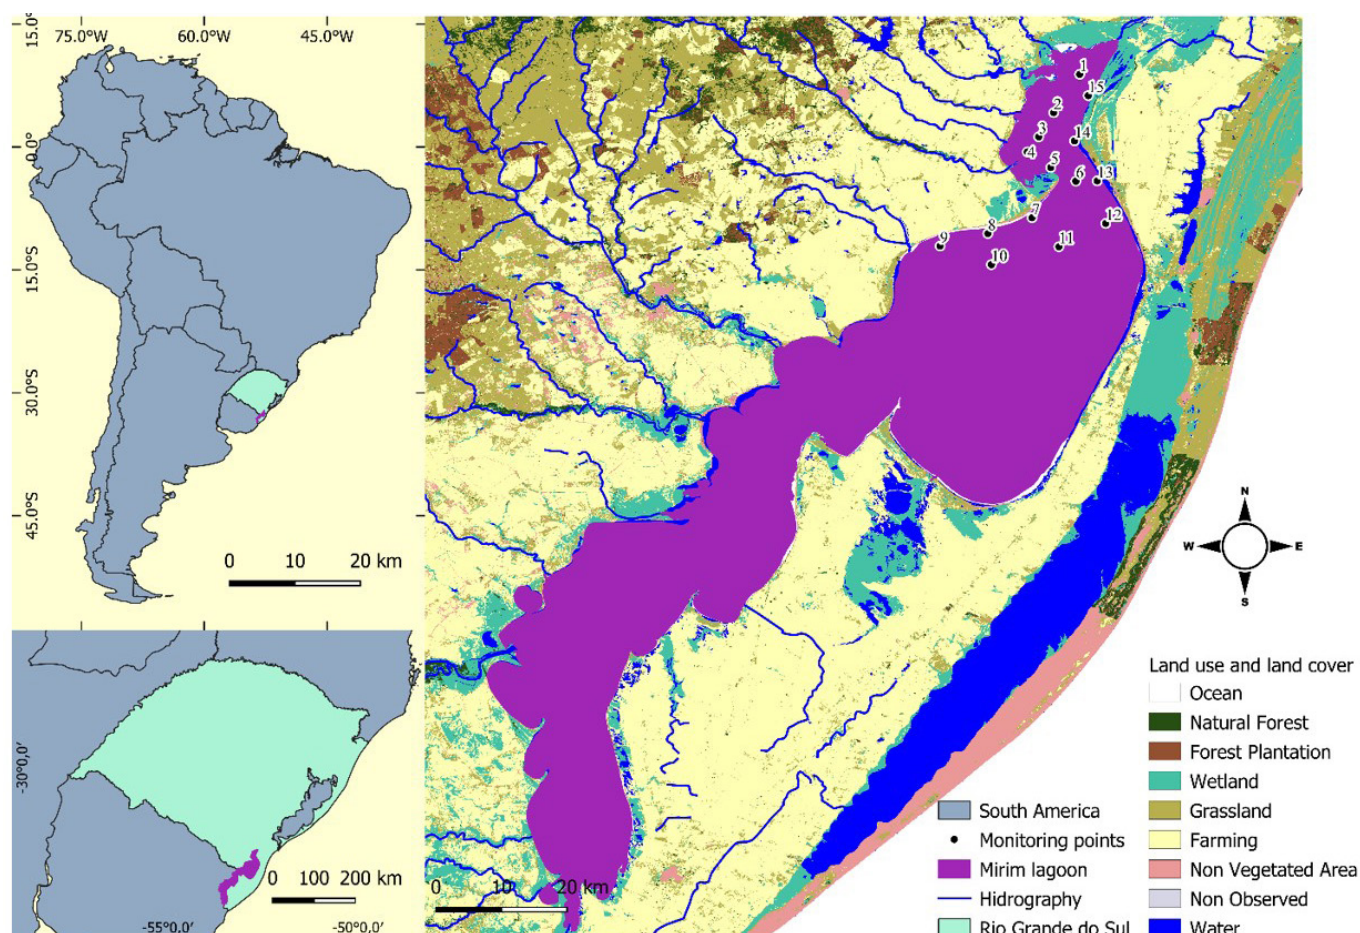 75.0°W 60.0°W 45.0°W
15.0°
0.0°
15.0°S
30.0°S
45.0°S
0 10 20 km
-30°0,0'
0 100 200 km
-55°0,0' -50°0,0'
1
15
2
3
14
4
5
6
13
7
12
8
9
11
10
N
W E
S
0 10 20 km
South America
Monitoring points
Mirim lagoon
Hidrography
Rio Grande do Sul
Land use and land cover
Ocean
Natural Forest
Forest Plantation
Wetland
Grassland
Farming
Non Vegetated Area
Non Observed
Water